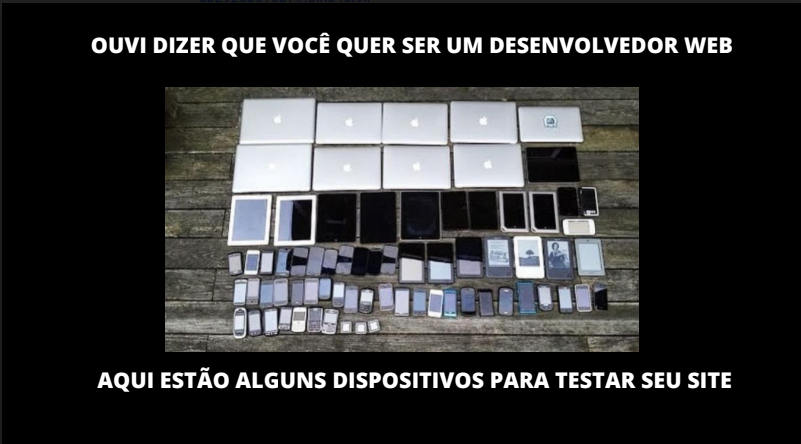 OUVI DIZER QUE VOCÊ QUER SER UM DESENVOLVEDOR WEB
AQUI ESTÃO ALGUNS DISPOSITIVOS PARA TESTAR SEU SITE